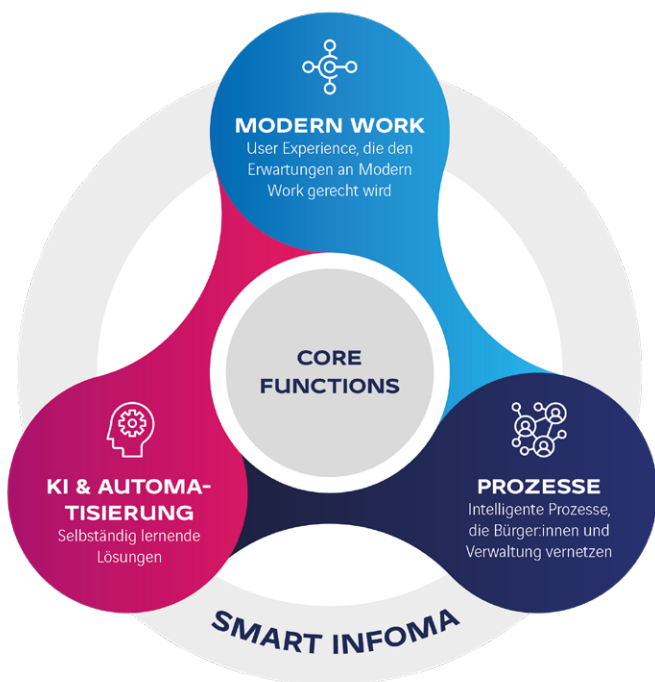 MODERN WORK
User Experience, die den
Erwartungen an Modern
Work gerecht wird
CORE
FUNCTIONS
KI & AUTOMA-
TISIERUNG
Selbständig lernende
Lösungen
PROZESSE
Intelligente Prozesse,
die Bürger:innen und
Verwaltung vernetzen
SMART INFOMA